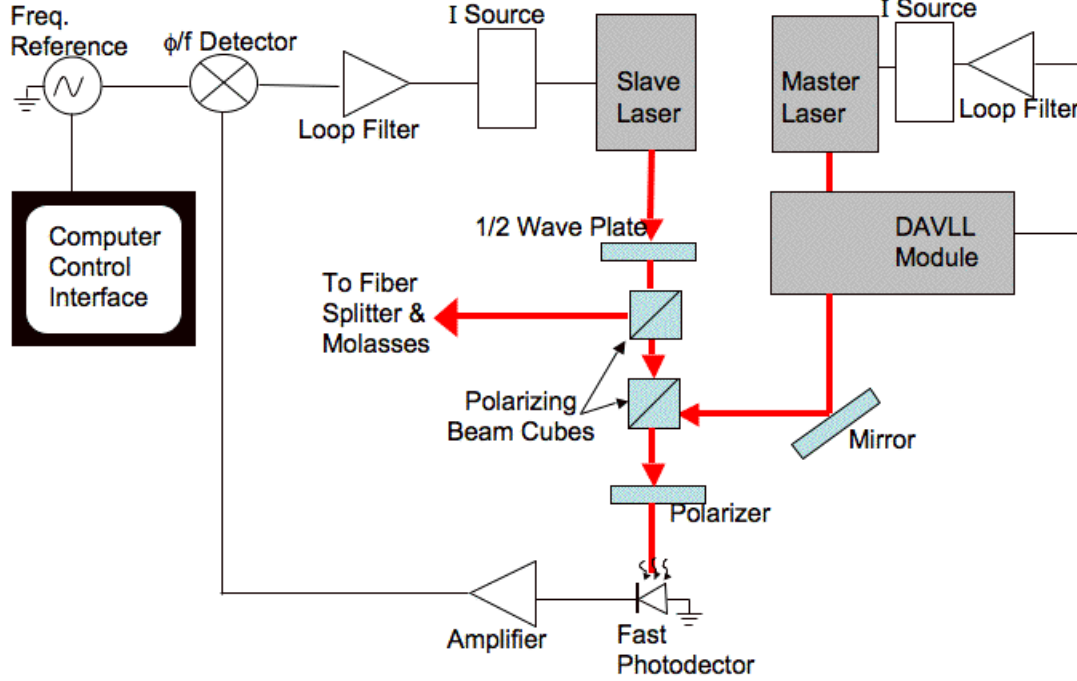 Freq.
Reference
ϕ/f Detector
I Source
I Source
Loop Filter
Slave
Laser
Master
Laser
Loop Filter
1/2 Wave Plate
DAVLL
Module
Computer
Control
Interface
To Fiber
Splitter &
Molasses
Polarizing
Beam Cubes
Mirror
Polarizer
Amplifier
Fast
Photodector